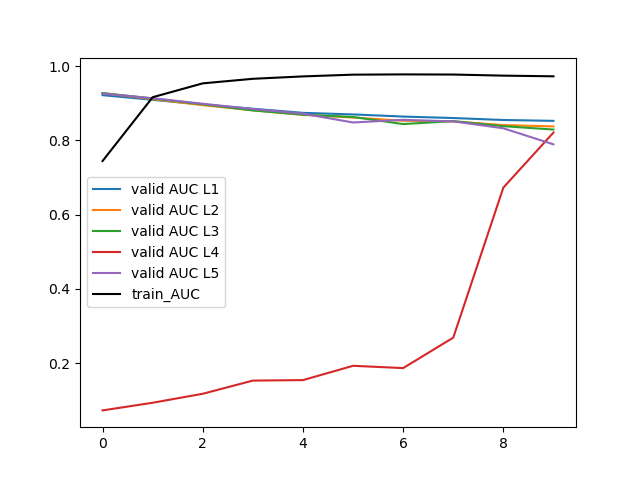 1.0
0.8
0.6
0.4
0.2
valid AUC L1
valid AUC L2
valid AUC L3
valid AUC L4
valid AUC L5
train_AUC
0 2 4 6 8